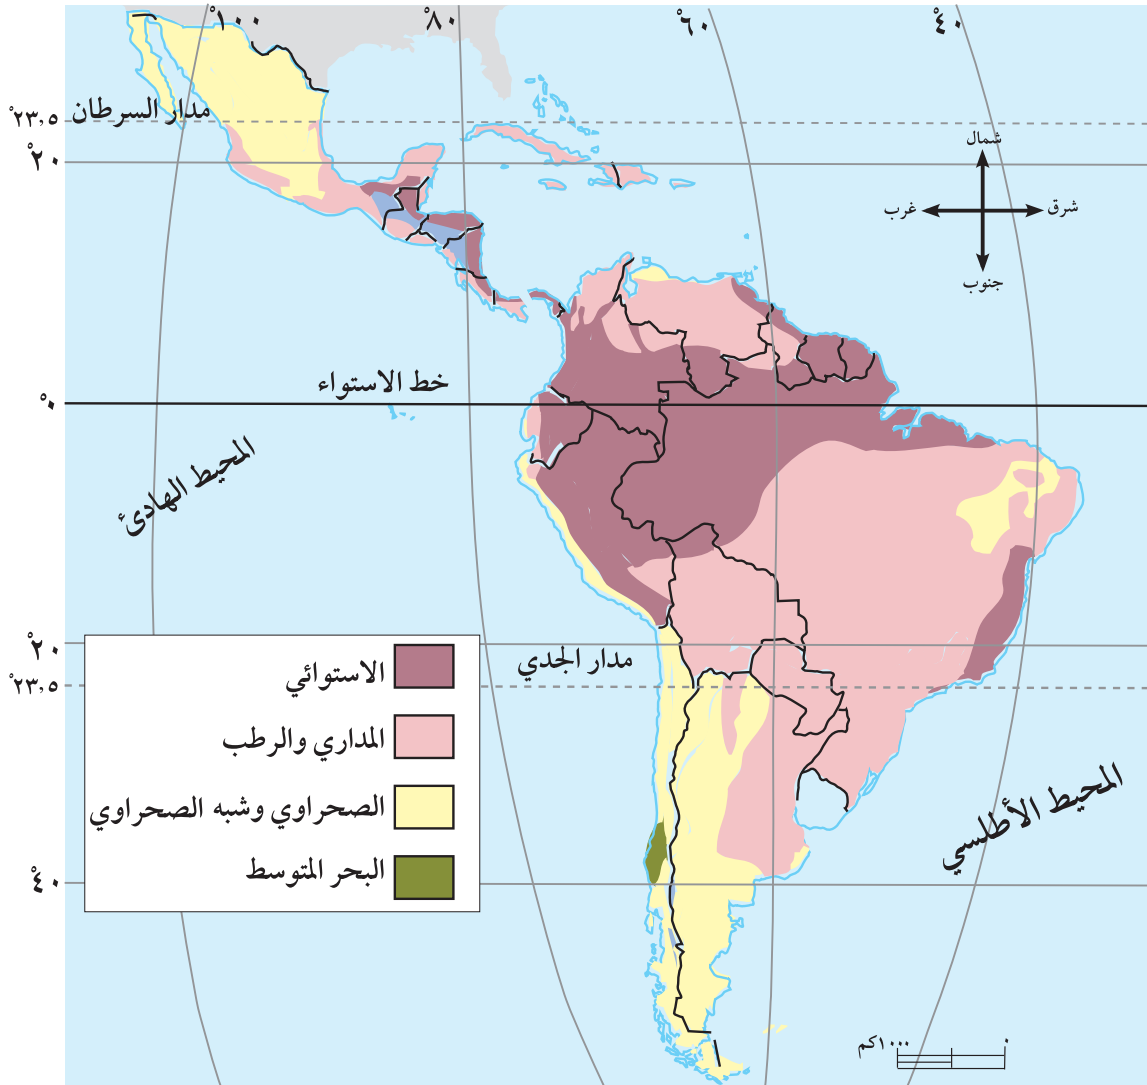 °١٠٠
°٨٠
°٦٠
°٤٠
مدار السرطان
°٢٣,٥
°٢٠
شمال
شرق
غرب
جنوب
خط الاستواء
°٠
المحيط الهادئ
°٢٠
مدار الجدي
°٢٣,٥
الاستوائي
المداري والرطب
الصحراوي وشبه الصحراوي
البحر المتوسط
المحيط الأطلسي
°٤٠
٠
١٠٠٠كم